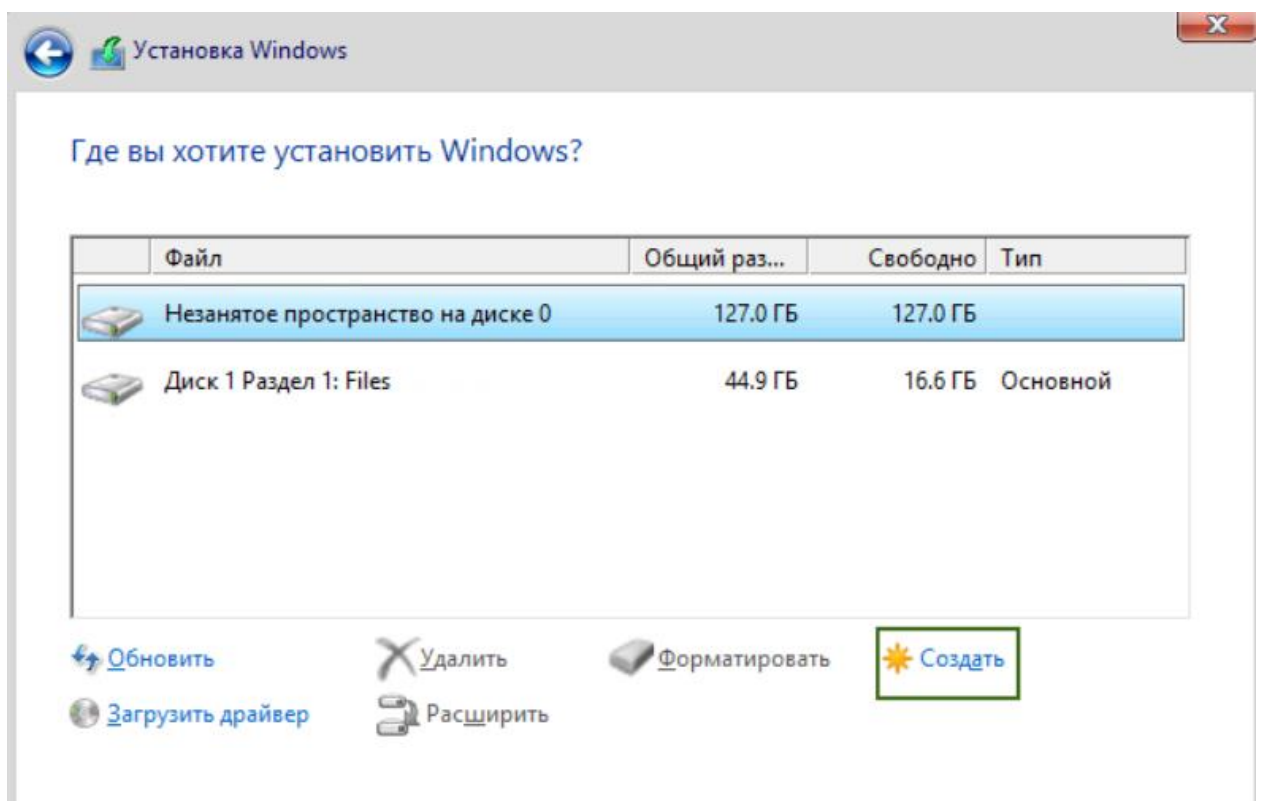 Установка Windows
Где вы хотите установить Windows?
Файл Общий раз... Свободно Тип
Незанятое пространство на диске 0 127.0 ГБ 127.0 ГБ
Диск 1 Раздел 1: Files 44.9 ГБ 16.6 ГБ Основной
Обновить Удалить Форматировать Создать
Загрузить драйвер Расширить